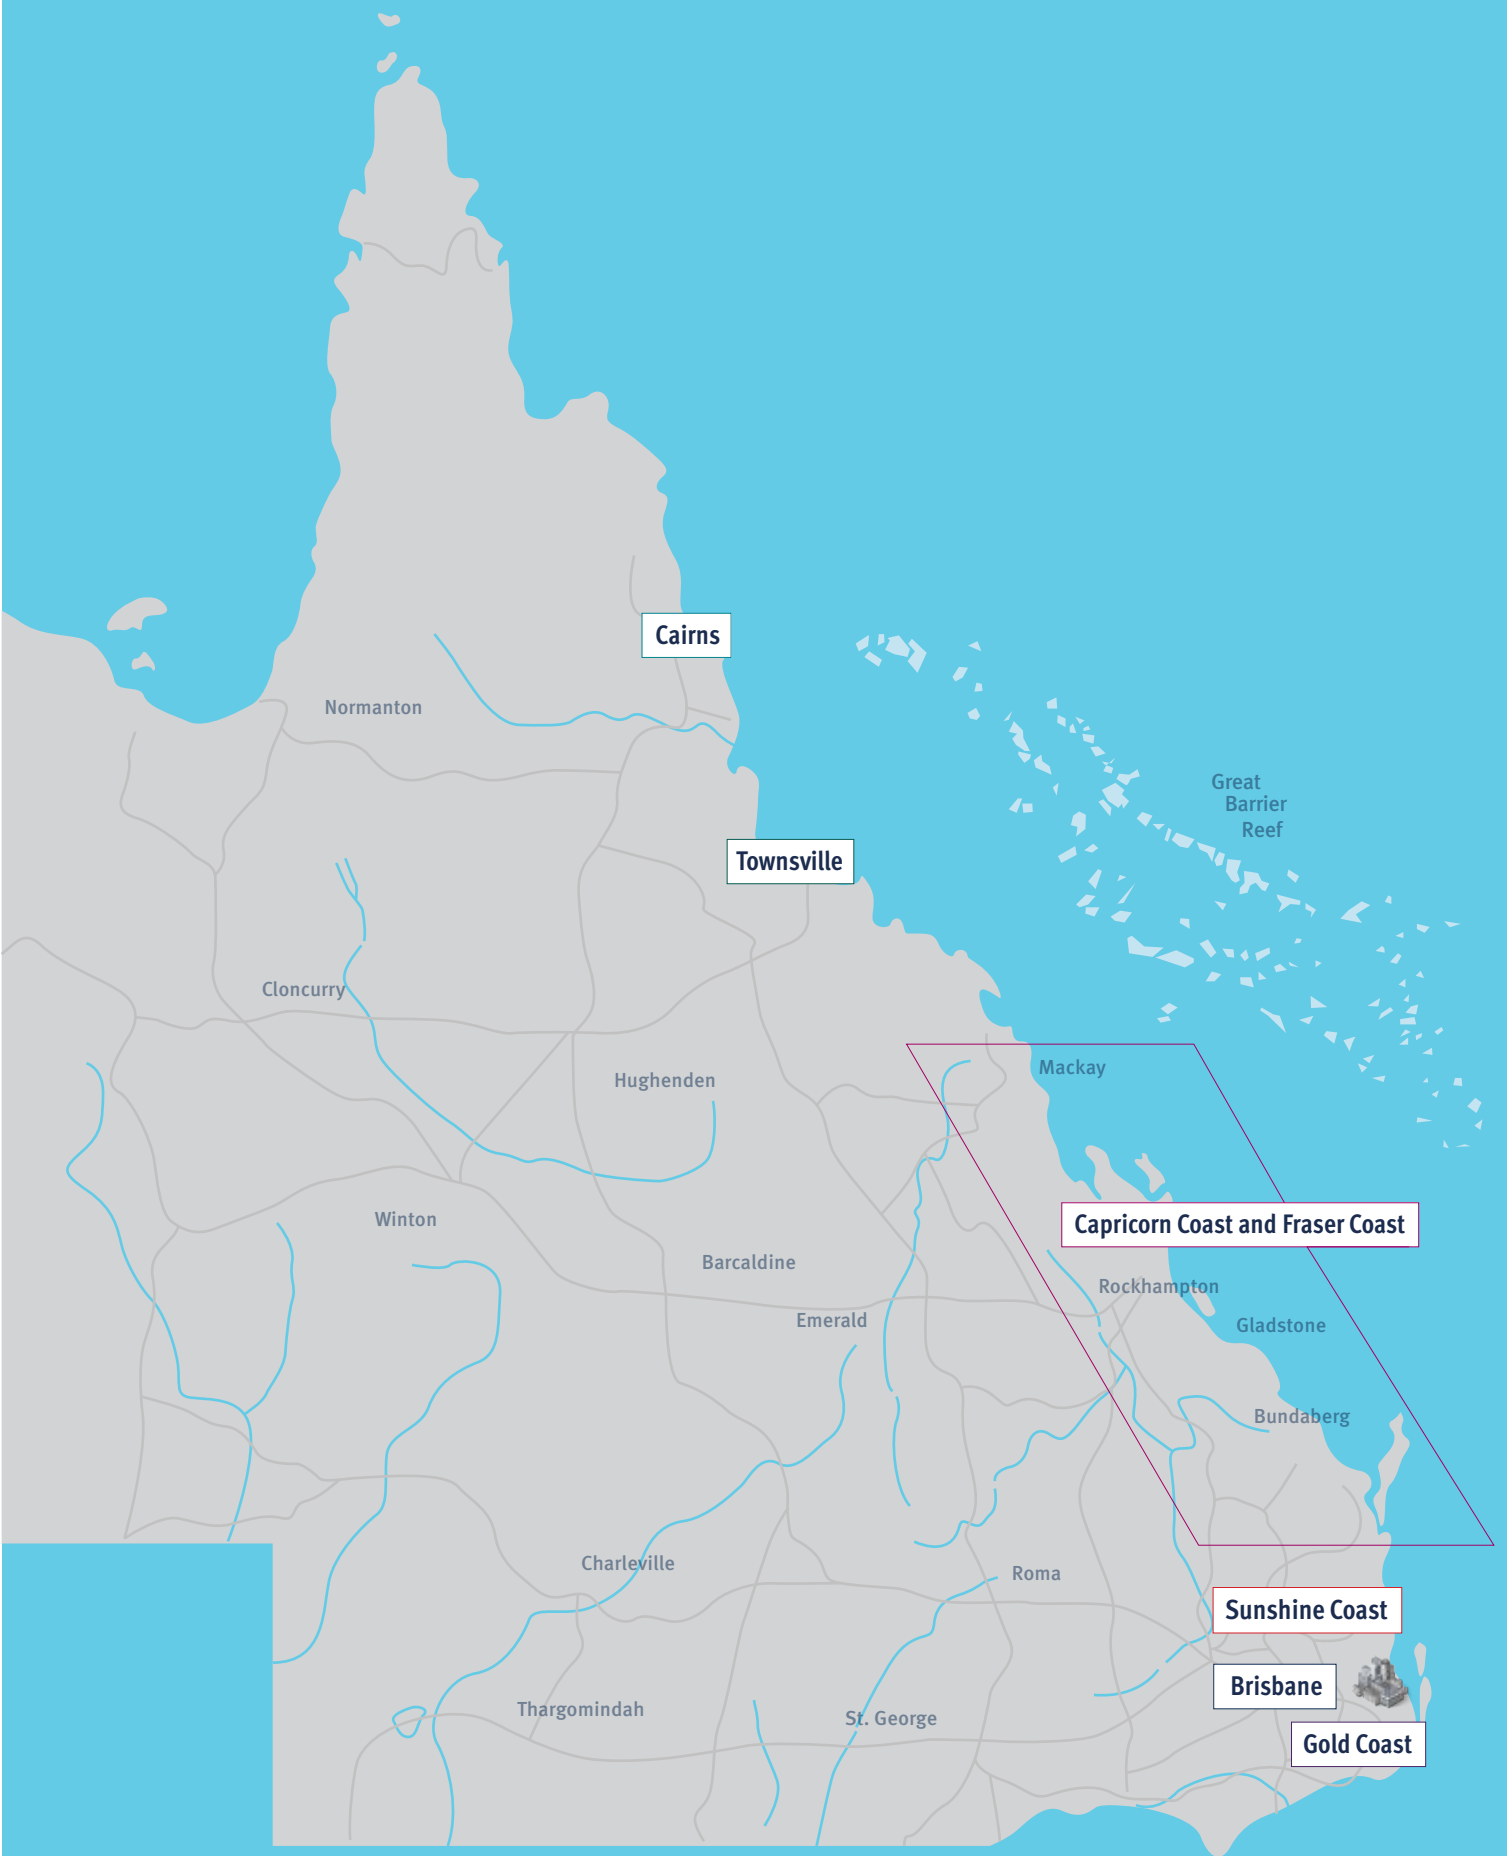 Cairns
Normanton
Great
Barrier
Reef
Townsville
Cloncurry
Mackay
Hughenden
Winton
Capricorn Coast and Fraser Coast
Barcaldine
Rockhampton
Emerald
Gladstone
Bundaberg
Charleville
Roma
Sunshine Coast
Brisbane
Thargomindah
St. George
Gold Coast